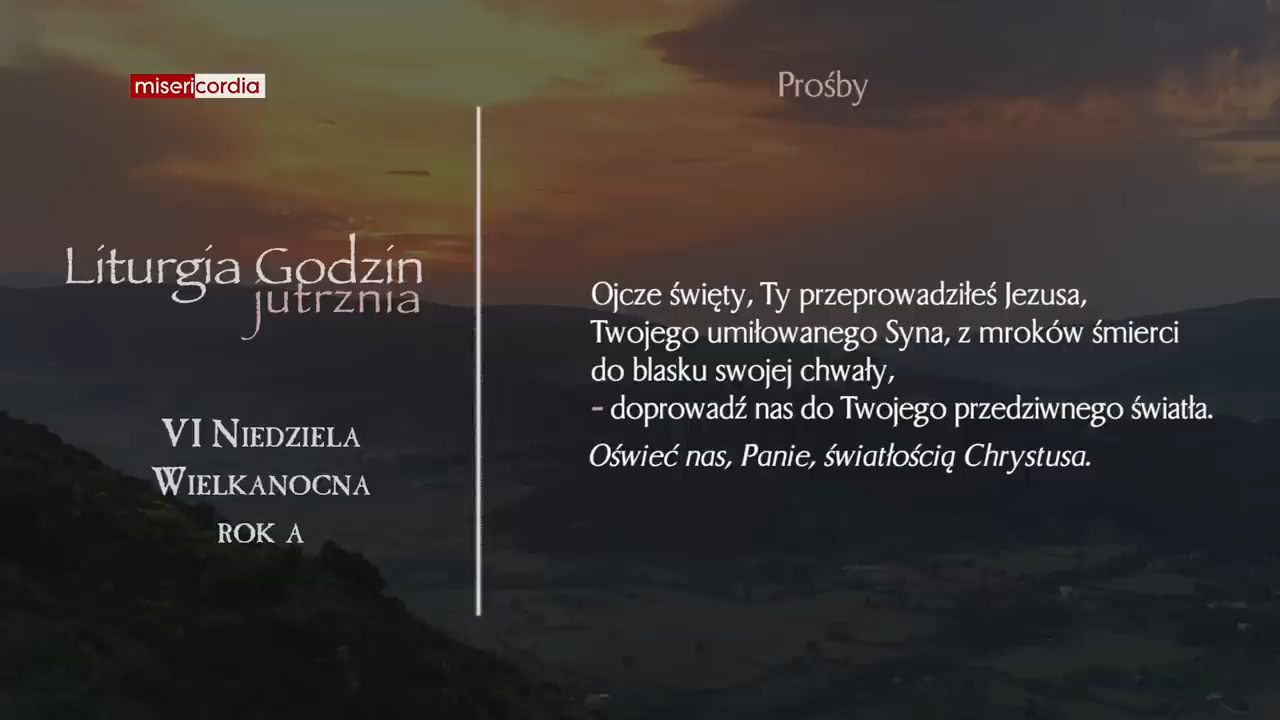 misericordia
Liturgia Godzin
jutrznia
VI Niedziela
Wielkanocna
rok A
Prośby
Ojcze święty, Ty przeprowadziłeś Jezusa,
Twojego umiłowanego Syna, z mroków śmierci
do blasku swojej chwały,
- doprowadź nas do Twojego przedziwnego światła.
Oświeć nas, Panie, światłością Chrystusa.